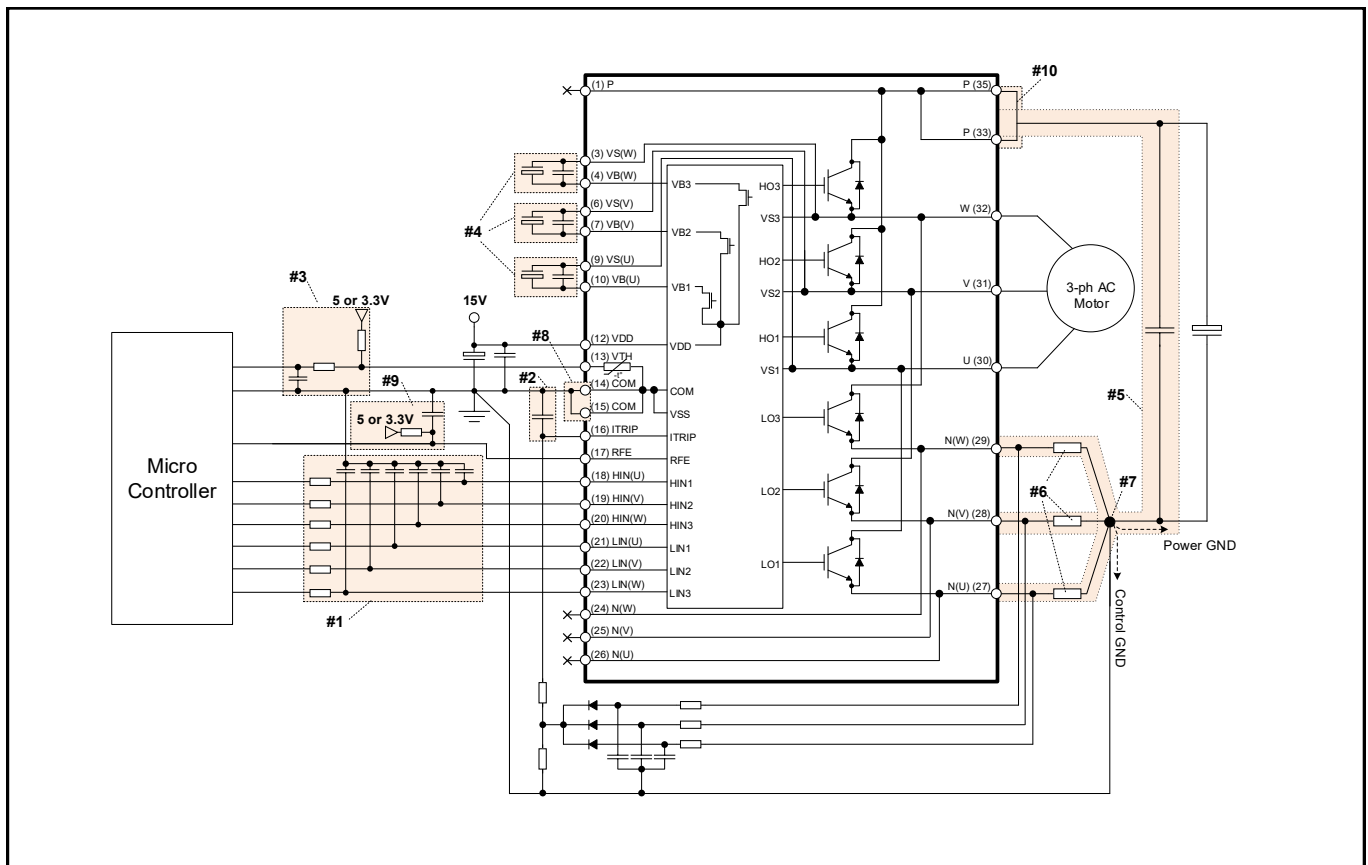 #10
(1) P
P (35)
P (33)
(3) VS(W)
(4) VB(W)
VB3
HO3
(6) VS(V)
VS3
W (32)
#4
(7) VB(V)
VB2
HO2
3-ph AC
Motor
(9) VS(U)
#3
(10) VB(U)
VB1
VS2
V (31)
5 or 3.3V
15V
HO1
#8
(12) VDD
VDD
(13) VTH
VS1
U (30)
#5
#9
#2
(14) COM
COM
(15) COM
VSS
LO3
5 or 3.3V
(16) ITRIP
ITRIP
N(W) (29)
(17) RFE
RFE
Micro
Controller
(18) HIN(U)
HIN1
(19) HIN(V)
HIN2
LO2
#6
#7
(20) HIN(W)
HIN3
N(V) (28)
Power GND
(21) LIN(U)
LIN1
(22) LIN(V)
LIN2
LO1
(23) LIN(W)
LIN3
N(U) (27)
Control GND
#1
(24) N(W)
(25) N(V)
(26) N(U)